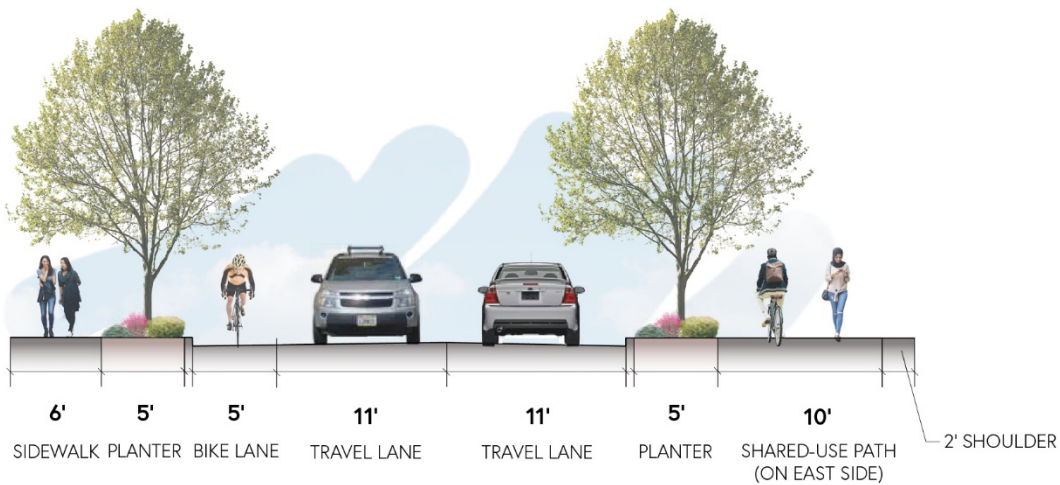 6' 5' 5' 11' 11' 5' 10'
SIDEWALK PLANTER BIKE LANE TRAVEL LANE TRAVEL LANE PLANTER SHARED-USE PATH
(ON EAST SIDE)
2' SHOULDER